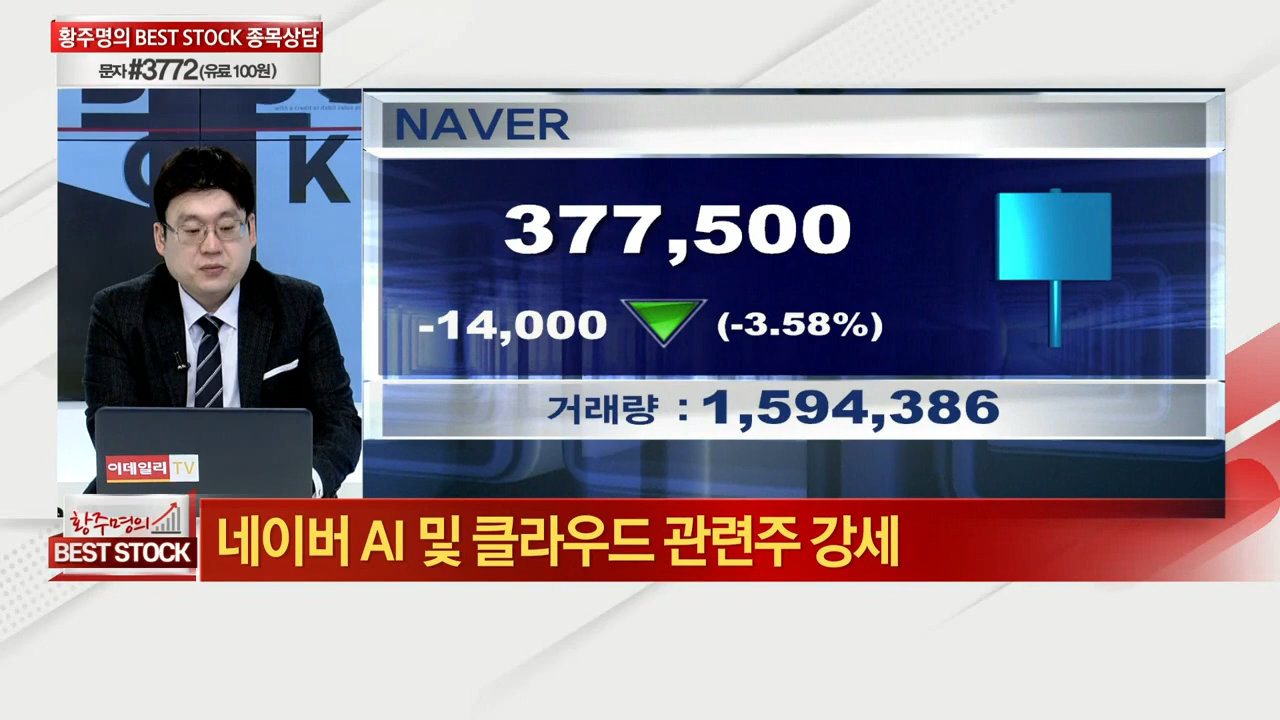 황주명의 BEST STOCK 종목상담
문자 #3772 (유료 100원)
K
NAVER
377,500
-14,000 (-3.58%)
거래량 : 1,594,386
이데일리 TV
황주명의
BEST STOCK
네이버 AI 및 클라우드 관련주 강세